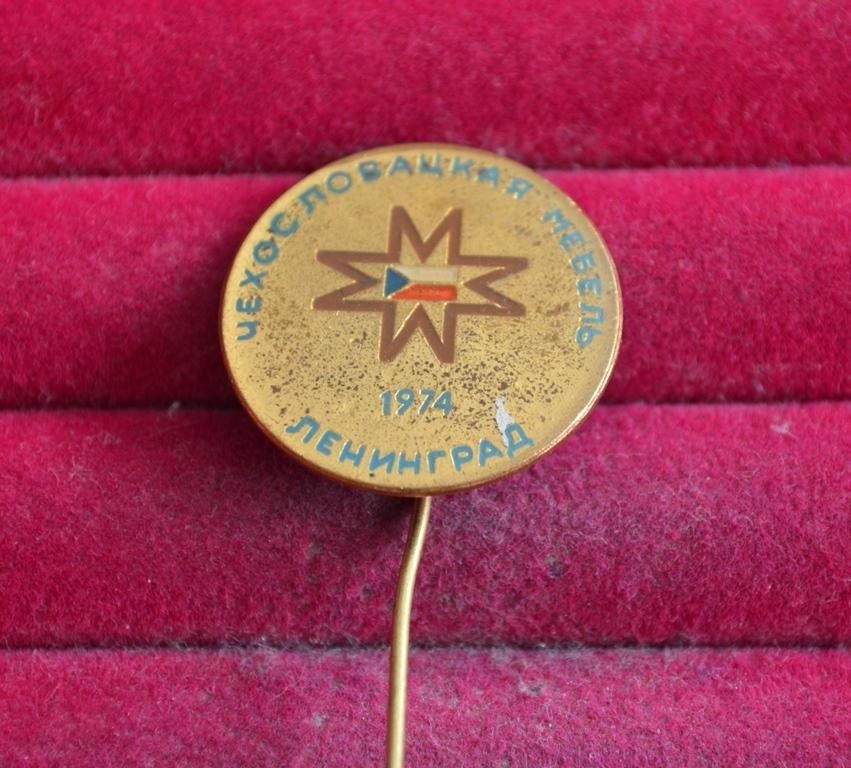 ЧЕХОСЛОВАЦКАЯ МЕБЕЛЬ
1974
ЛЕНИНГРАД